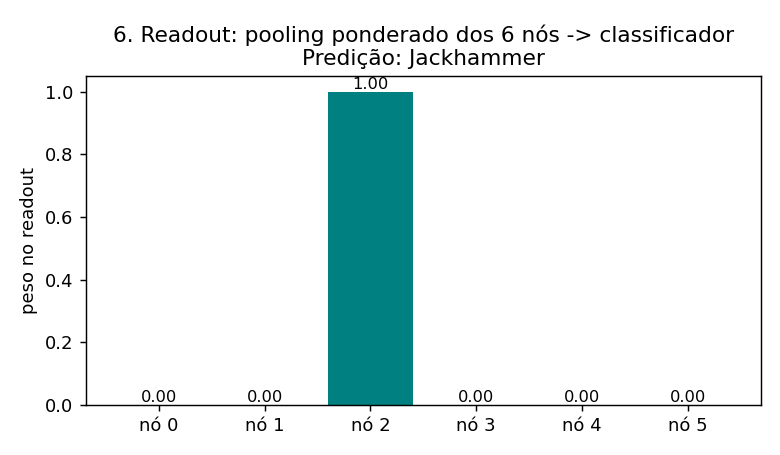 6. Readout: pooling ponderado dos 6 nós -> classificador
Predição: Jackhammer
peso no readout
1.0
0.8
0.6
0.4
0.2
0.0
0.00
0.00
1.00
0.00
0.00
0.00
nó 0
nó 1
nó 2
nó 3
nó 4
nó 5